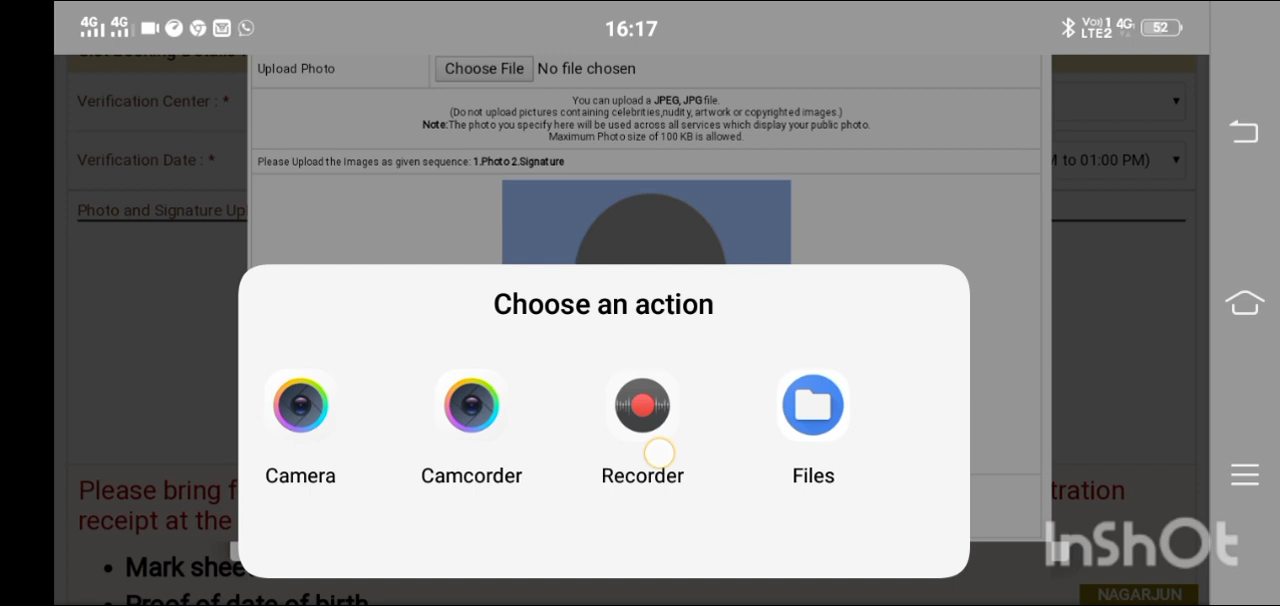 4G 4G 16:17 Vo) 1 4G LTE2 52
Upload Photo Choose File No file chosen
Verification Center : *
You can upload a JPEG, JPG file.
(Do not upload pictures containing celebrities,nudity, artwork or copyrighted images.)
Note:The photo you specify here will be used across all services which display your public photo.
Maximum Photo size of 100 KB is allowed.
Verification Date : * M to 01:00 PM)
Please Upload the Images as given sequence: 1.Photo 2.Signature
Photo and Signature Up
Choose an action
Camera Camcorder Recorder Files
Please bring f tration
receipt at the
Mark shee
Proof of date of birth
InShOt
NAGARJUN